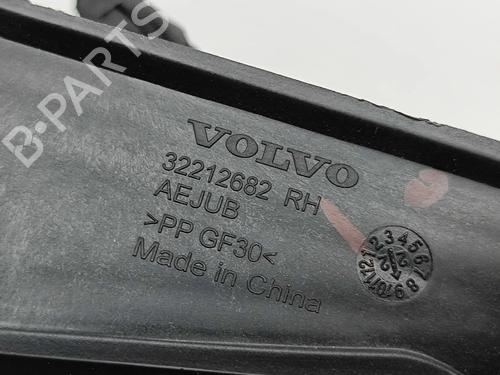 VOLVO
32212682 RH
AEJUB
>PP GF30<
Made in China
B-PARTS